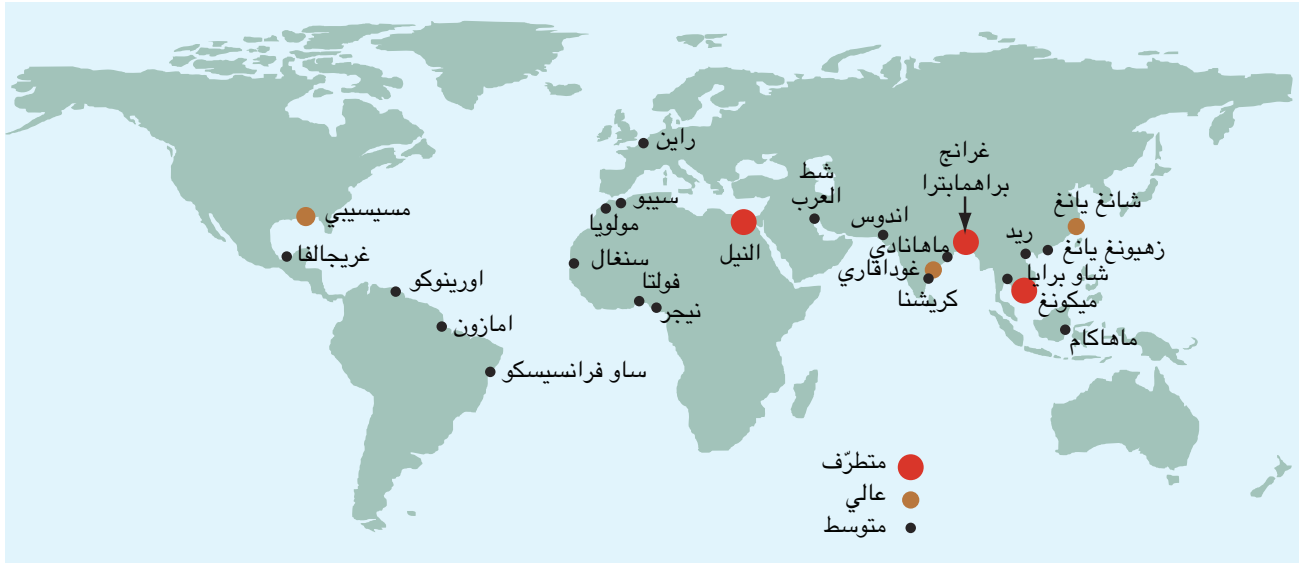 راين
غرانج
براهمابترا
شط
العرب
سيبو
مولويا
مسيسيبي
اندوس
شانغ يانغ
ريد
ماهانادي
النيل
زهيونغ يانغ
غريجالفا
سنغال
غودافاري
شاو برايا
فولتا
كريشنا
ميكونغ
اورينوكو
نيجر
امازون
ماهاكام
ساو فرانسيسكو
متطرّف
عالي
متوسط